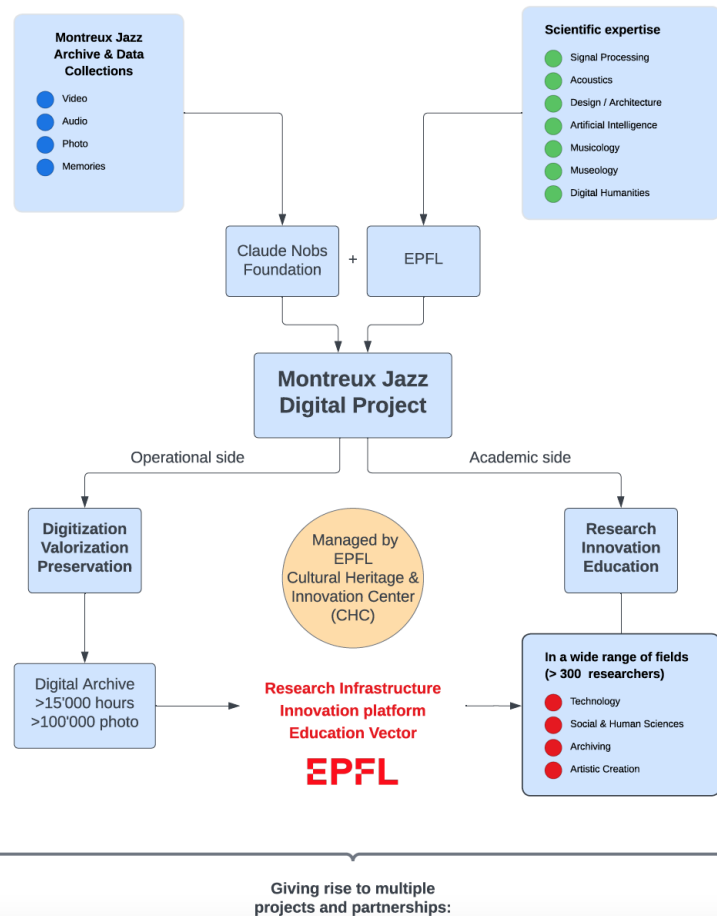 Montreux Jazz
Archive & Data
Collections
Video
Audio
Photo
Memories
Scientific expertise
Signal Processing
Acoustics
Design / Architecture
Artificial Intelligence
Musicology
Museology
Digital Humanities
Claude Nobs
Foundation
+
EPFL
Montreux Jazz
Digital Project
Operational side
Academic side
Digitization
Valorization
Preservation
Managed by
EPFL
Cultural Heritage &
Innovation Center
(CHC)
Research
Innovation
Education
Digital Archive
>15'000 hours
>100'000 photo
Research Infrastructure
Innovation platform
Education Vector
EPFL
In a wide range of fields
(> 300 researchers)
Technology
Social & Human Sciences
Archiving
Artistic Creation
Giving rise to multiple
projects and partnerships: